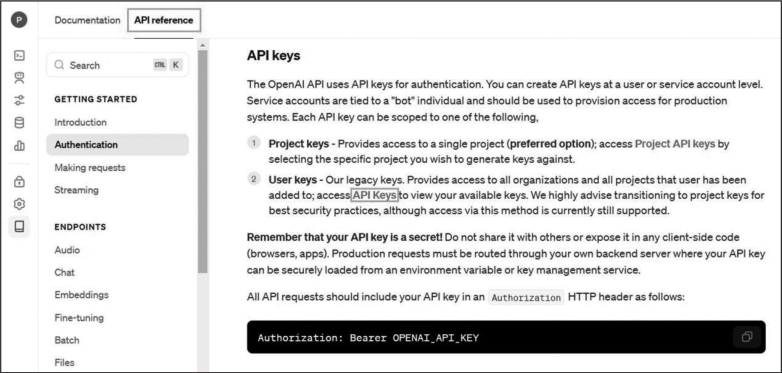 P
Documentation
API reference
Search
CTRL K
GETTING STARTED
Introduction
Authentication
Making requests
Streaming
ENDPOINTS
Audio
Chat
Embeddings
Fine-tuning
Batch
Files
API keys
The OpenAI API uses API keys for authentication. You can create API keys at a user or service account level.
Service accounts are tied to a "bot" individual and should be used to provision access for production
systems. Each API key can be scoped to one of the following,
1 Project keys - Provides access to a single project (preferred option); access Project API keys by
selecting the specific project you wish to generate keys against.
2 User keys - Our legacy keys. Provides access to all organizations and all projects that user has been
added to; access API Keys to view your available keys. We highly advise transitioning to project keys for
best security practices, although access via this method is currently still supported.
Remember that your API key is a secret! Do not share it with others or expose it in any client-side code
(browsers, apps). Production requests must be routed through your own backend server where your API key
can be securely loaded from an environment variable or key management service.
All API requests should include your API key in an Authorization HTTP header as follows:
Authorization: Bearer OPENAI_API_KEY